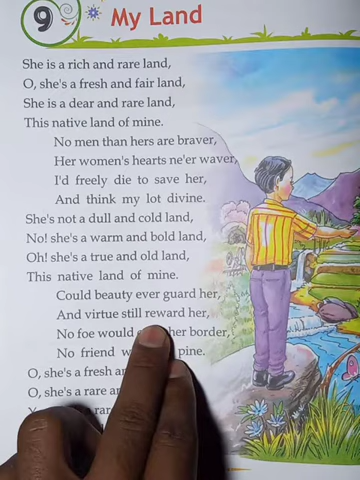 9 My Land
She is a rich and rare land,
O, she's a fresh and fair land,
She is a dear and rare land,
This native land of mine.
No men than hers are braver,
Her women's hearts ne'er waver,
I'd freely die to save her,
And think my lot divine.
She's not a dull and cold land,
No! she's a warm and bold land,
Oh! she's a true and old land,
This native land of mine.
Could beauty ever guard her,
And virtue still reward her,
No foe would her border,
No friend pine.
O, she's a fresh
O, she's a rare